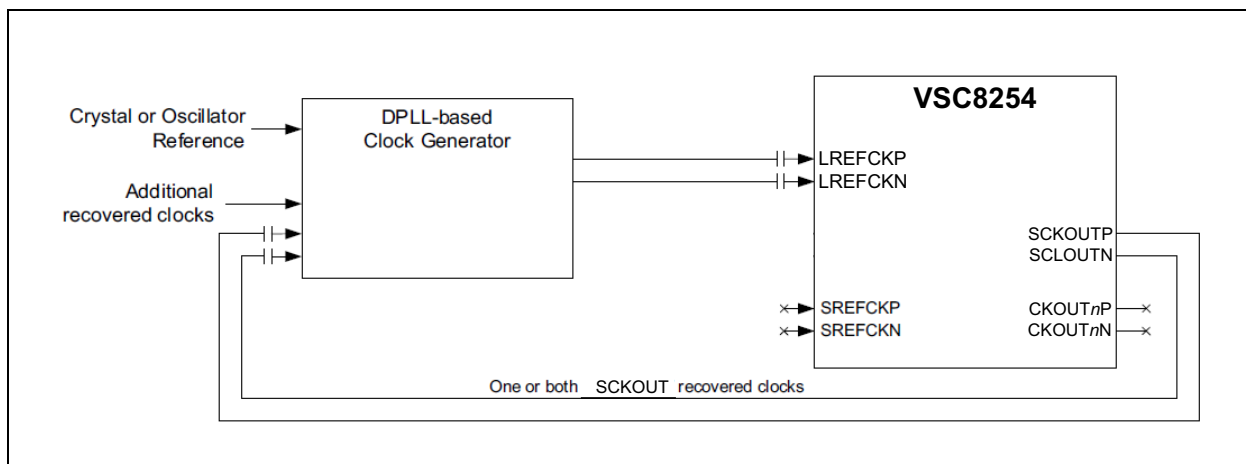 VSC8254
DPLL-based
Clock Generator
Crystal or Oscillator
Reference
Additional
recovered clocks
LREFCKP
LREFCKN
SCKOUTP
SCLOUTN
SREFCKP
SREFCKN
CKOUTnP
CKOUTnN
One or both SCKOUT recovered clocks